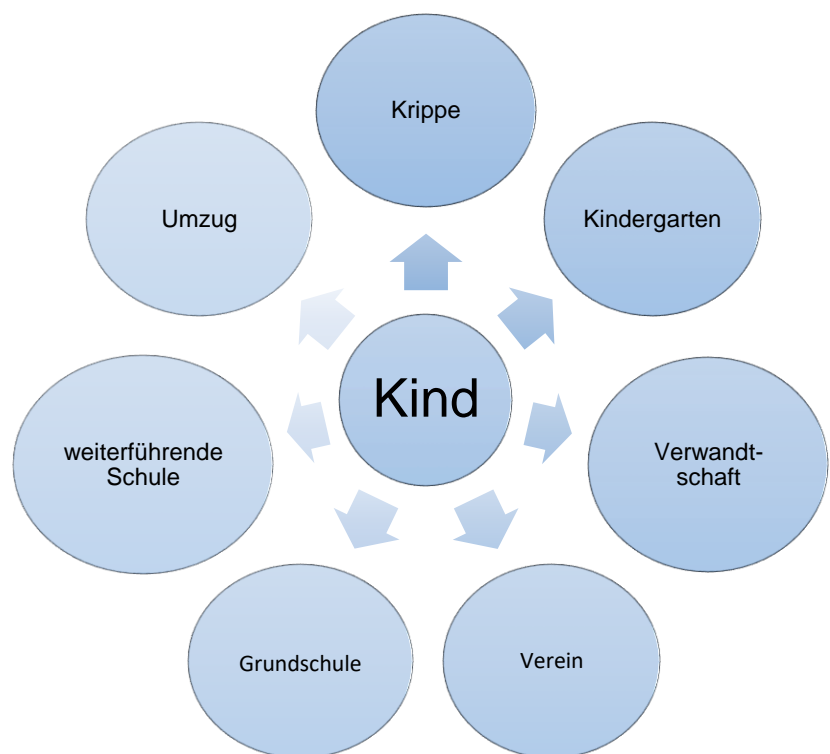 Krippe
Umzug
Kindergarten
Kind
weiterführende
Schule
Verwandt-
schaft
Grundschule
Verein